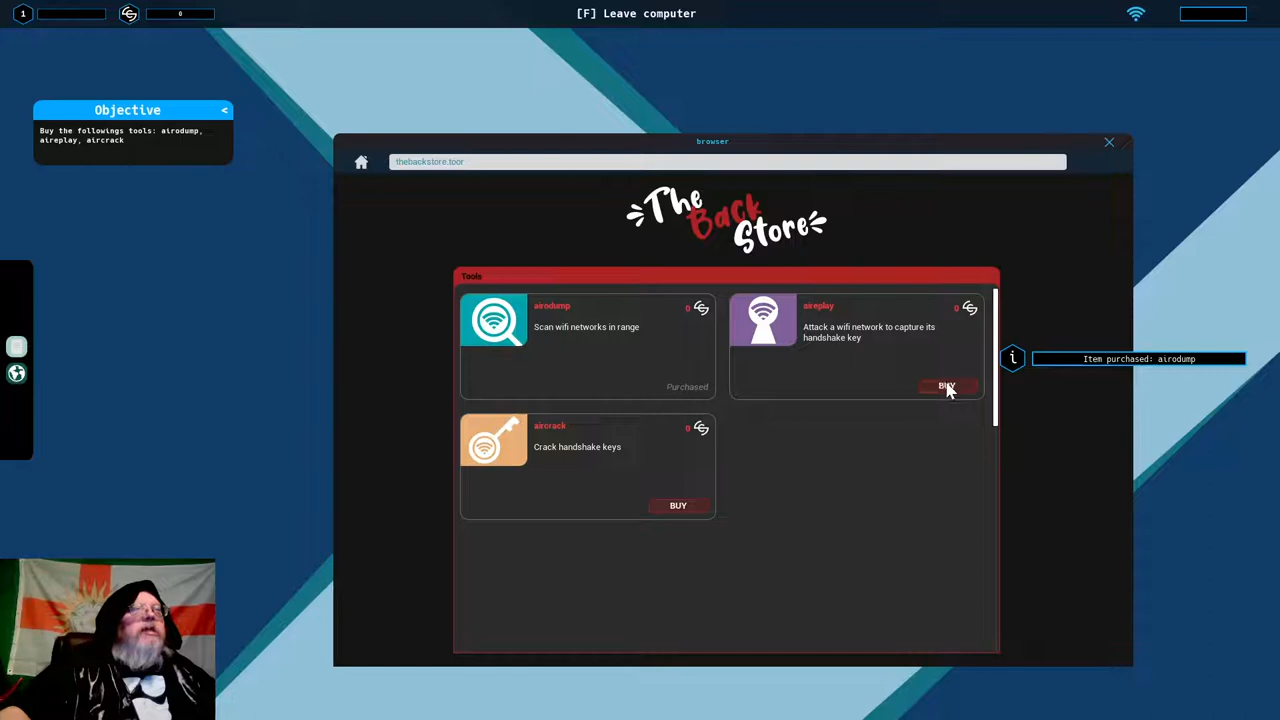 1
0
[F] Leave computer
Objective
<
Buy the followings tools: airodump,
aireplay, aircrack
browser
thebackstore.toor
The
Back
Store
Tools
airodump
0
Scan wifi networks in range
Purchased
aireplay
0
Attack a wifi network to capture its
handshake key
BUY
i
Item purchased: airodump
aircrack
0
Crack handshake keys
BUY